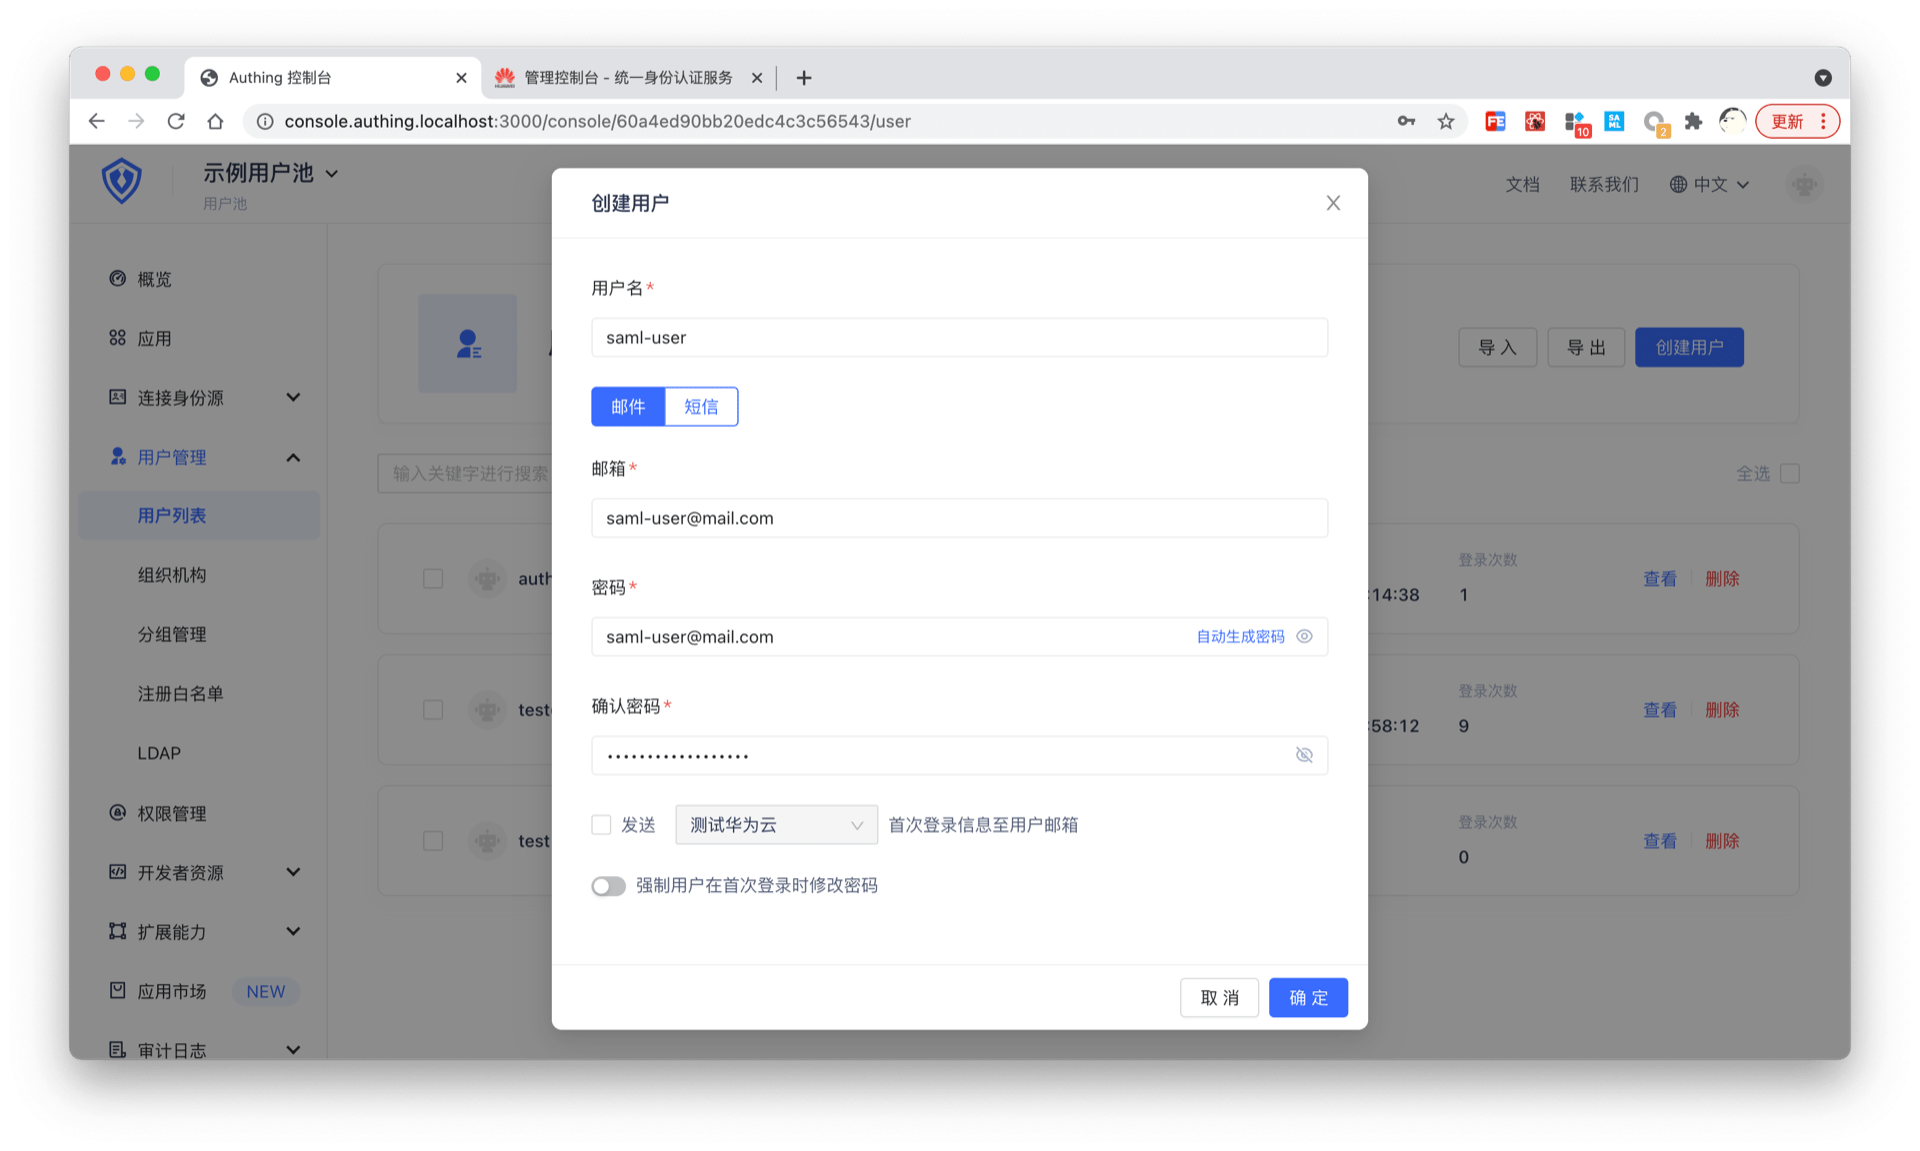 Authing 控制台
管理控制台 - 统一身份认证服务
console.authing.localhost:3000/console/60a4ed90bb20edc4c3c56543/user
FE
10
SA
ML
2
更新
示例用户池
用户池
文档
联系我们
中文
概览
应用
连接身份源
用户管理
用户列表
组织机构
分组管理
注册白名单
LDAP
权限管理
开发者资源
扩展能力
应用市场
NEW
审计日志
导 入
导 出
创建用户
输入关键字进行搜索
全选
auth
:14:38
登录次数
1
查看
删除
test
:58:12
登录次数
9
查看
删除
test
登录次数
0
查看
删除
创建用户
用户名*
saml-user
邮件
短信
邮箱*
saml-user@mail.com
密码*
saml-user@mail.com
自动生成密码
确认密码*
••••••••••••••••••
发送
测试华为云
首次登录信息至用户邮箱
强制用户在首次登录时修改密码
取 消
确 定